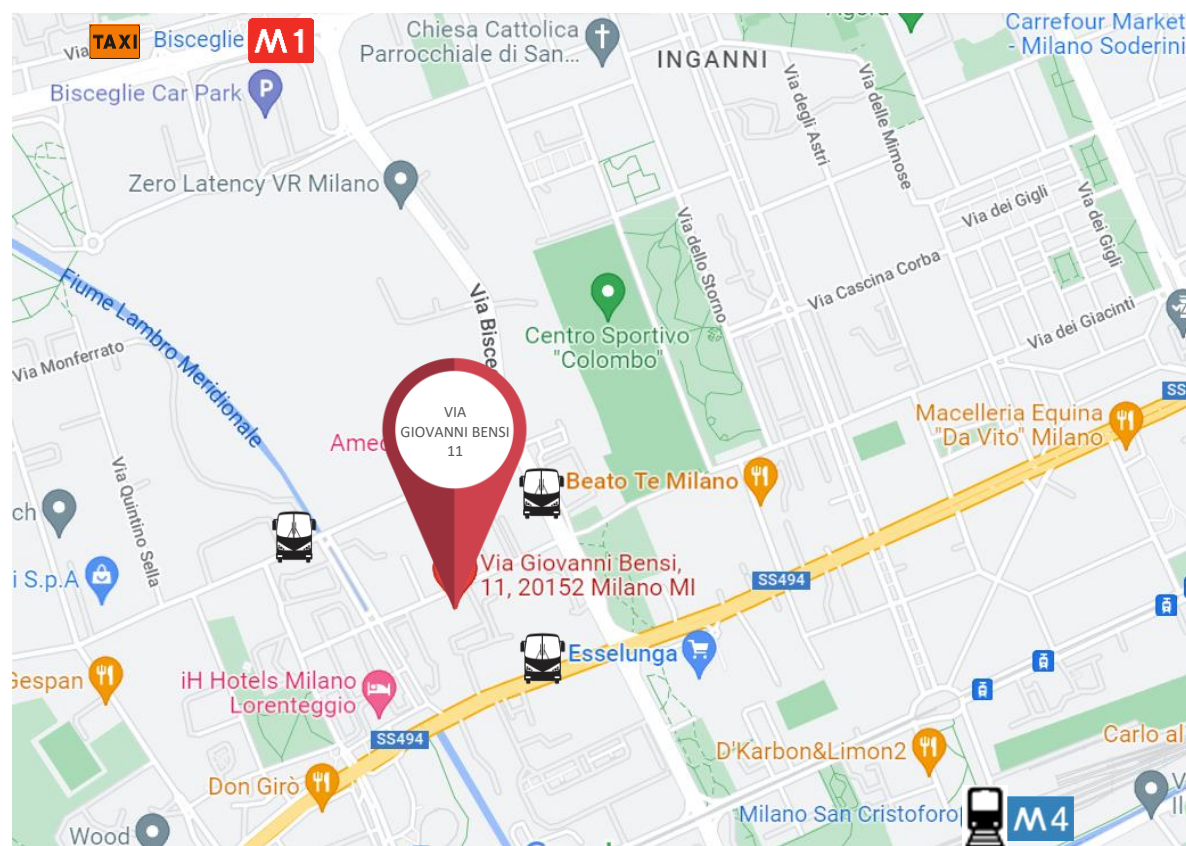 Via
TAXI
Bisceglie
M1
Bisceglie Car Park
P
Chiesa Cattolica
Parrocchiale di San...
INGANNI
Carrefour Market
- Milano Soderini
Via degli Astri
Via delle Mimose
Zero Latency VR Milano
Via dei Gigli
Via dei Gigli
Via dello Storno
Via Cascina Corba
Fiume Lambro Meridionale
Via Bisce
Centro Sportivo
"Colombo"
Via dei Giacinti
Via Monferrato
SS
VIA
GIOVANNI BENSI
11
Macelleria Equina
"Da Vito" Milano
Via Quintino Sella
Beato Te Milano
ch
i S.p.A
Via Giovanni Bensi,
11, 20152 Milano MI
SS494
Esselunga
iH Hotels Milano
Lorenteggio
SS494
Don Girò
D'Karbon&Limon2
Carlo al
Milano San Cristoforo
M4
Wood